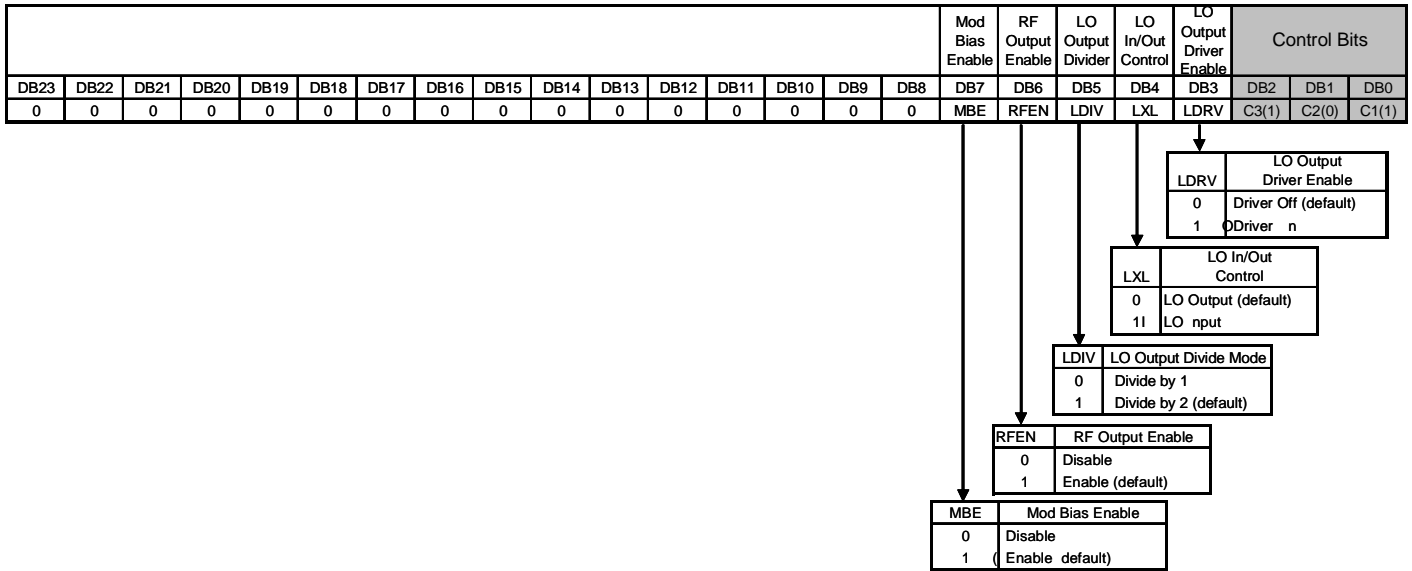 Mod Bias Enable RF Output Enable LO Output Divider LO In/Out Control LO Output Driver Enable Control Bits
DB23 DB22 DB21 DB20 DB19 DB18 DB17 DB16 DB15 DB14 DB13 DB12 DB11 DB10 DB9 DB8 DB7 DB6 DB5 DB4 DB3 DB2 DB1 DB0
0 0 0 0 0 0 0 0 0 0 0 0 0 0 0 0 MBE RFEN LDIV LXL LDRV C3(1) C2(0) C1(1)
LDRV LO Output Driver Enable
0 Driver Off (default)
1 ODriver n
LXL LO In/Out Control
0 LO Output (default)
1I LO nput
LDIV LO Output Divide Mode
0 Divide by 1
1 Divide by 2 (default)
RFEN RF Output Enable
0 Disable
1 Enable (default)
MBE Mod Bias Enable
0 Disable
1 ( Enable default)